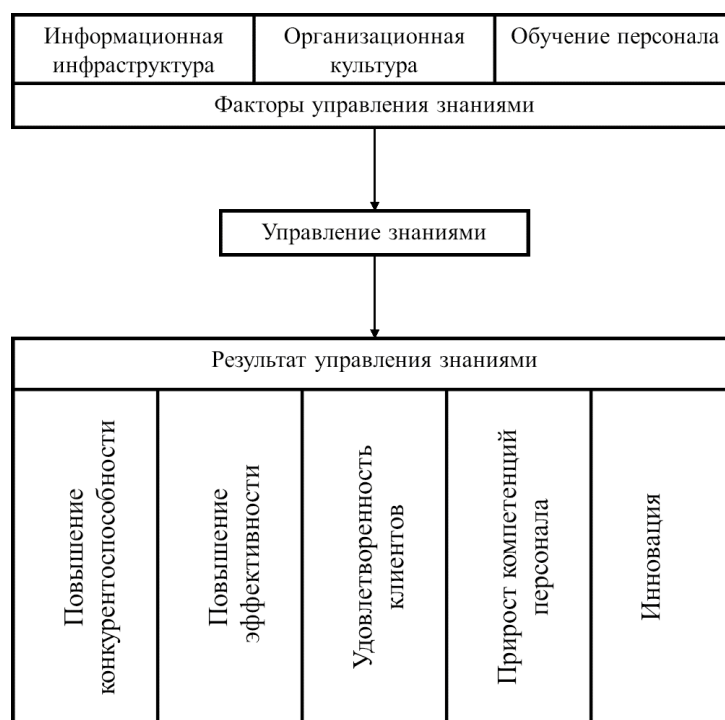 Информационная
инфраструктура
Организационная
культура
Обучение персонала
Факторы управления знаниями
Управление знаниями
Результат управления знаниями
Повышение
конкурентоспособности
Повышение
эффективности
Удовлетворенность
клиентов
Прирост компетенций
персонала
Инновация